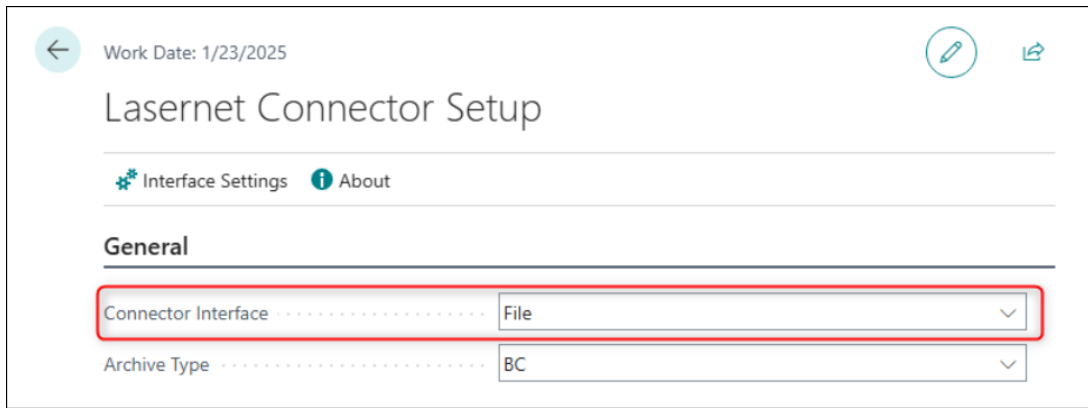 Work Date: 1/23/2025
Lasernet Connector Setup
Interface Settings About
General
Connector Interface File
Archive Type BC